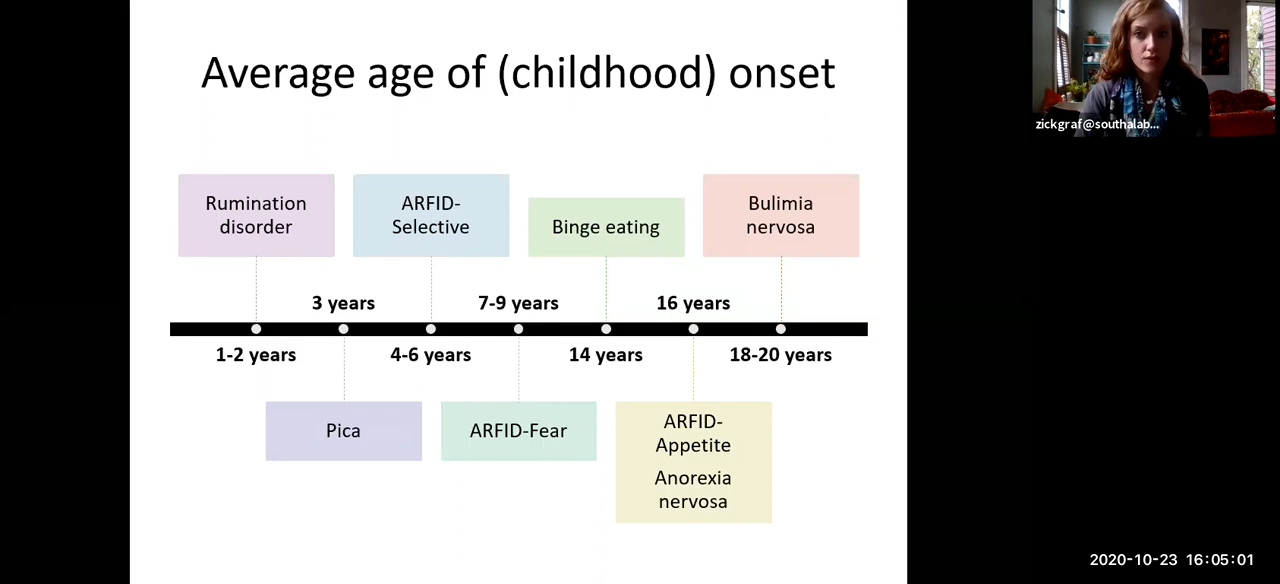 Average age of (childhood) onset
zickgraf@southalab...
Rumination
disorder
ARFID-
Selective
Binge eating
Bulimia
nervosa
3 years
7-9 years
16 years
1-2 years
4-6 years
14 years
18-20 years
Pica
ARFID-Fear
ARFID-
Appetite
Anorexia
nervosa
2020-10-23 16:05:01